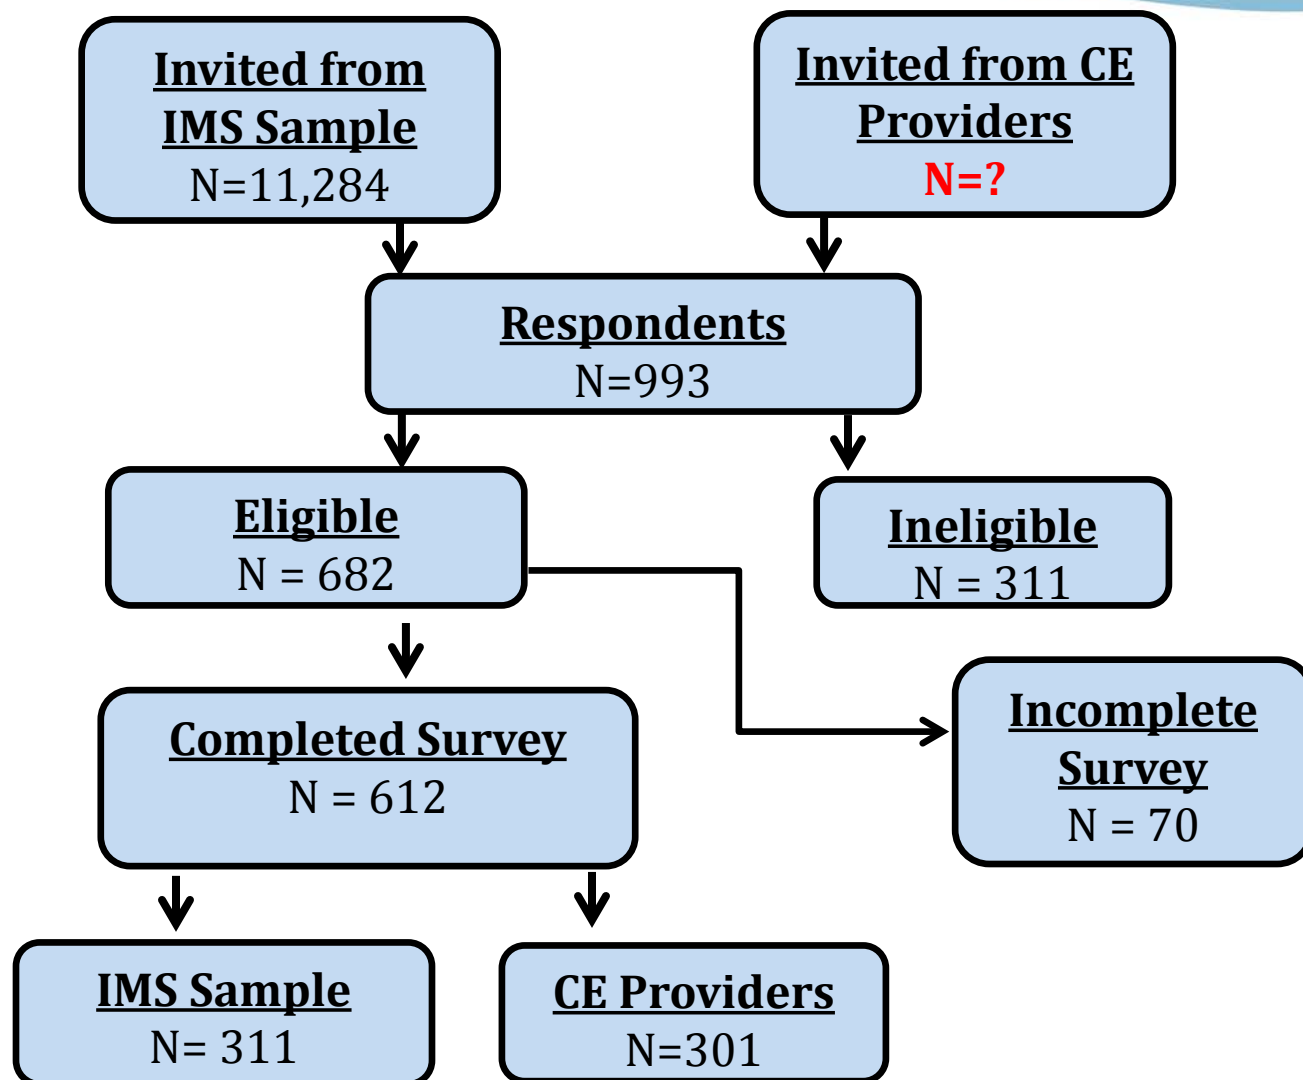 Invited from
IMS Sample
N=11,284
Invited from CE
Providers
N=?
Respondents
N=993
Eligible
N = 682
Ineligible
N = 311
Completed Survey
N = 612
Incomplete
Survey
N = 70
IMS Sample
N= 311
CE Providers
N=301